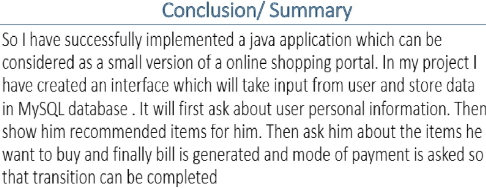 Conclusion/ Summary
So I have successfully implemented a java application which can be
considered as a small version of a online shopping portal. In my project I
have created an interface which will take input from user and store data
in MySQL database . It will first ask about user personal information. Then
show him recommended items for him. Then ask him about the items he
want to buy and finally bill is generated and mode of payment is asked so
that transition can be completed